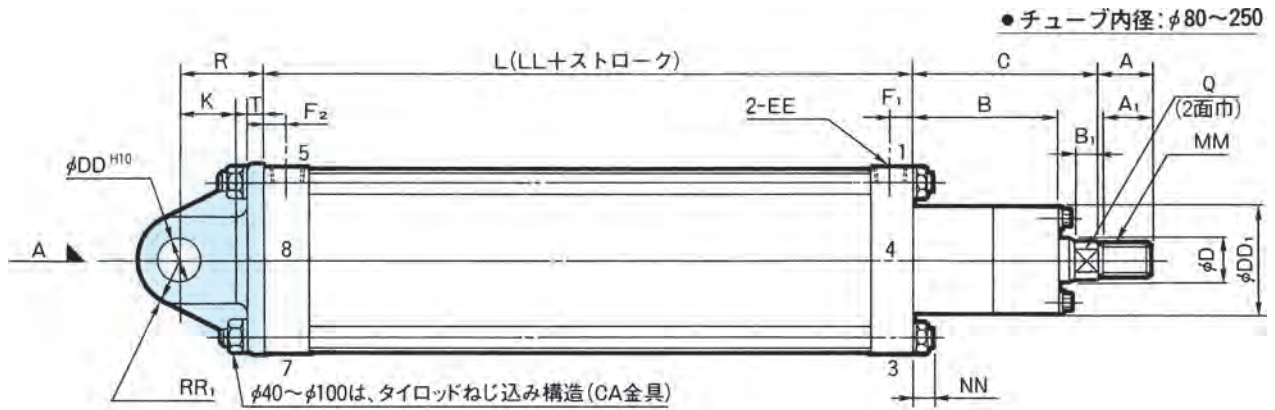 ● チューブ内径：φ80～250
R
L(LL＋ストローク)
C
A
K
T
F₂
2-EE
F₁
B
Q
(2面巾)
A₁
B₁
MM
φDD H10
5
1
A
8
4
φD
φDD₁
7
3
RR₁
φ40～φ100は、タイロッドねじ込み構造(CA金具)
NN